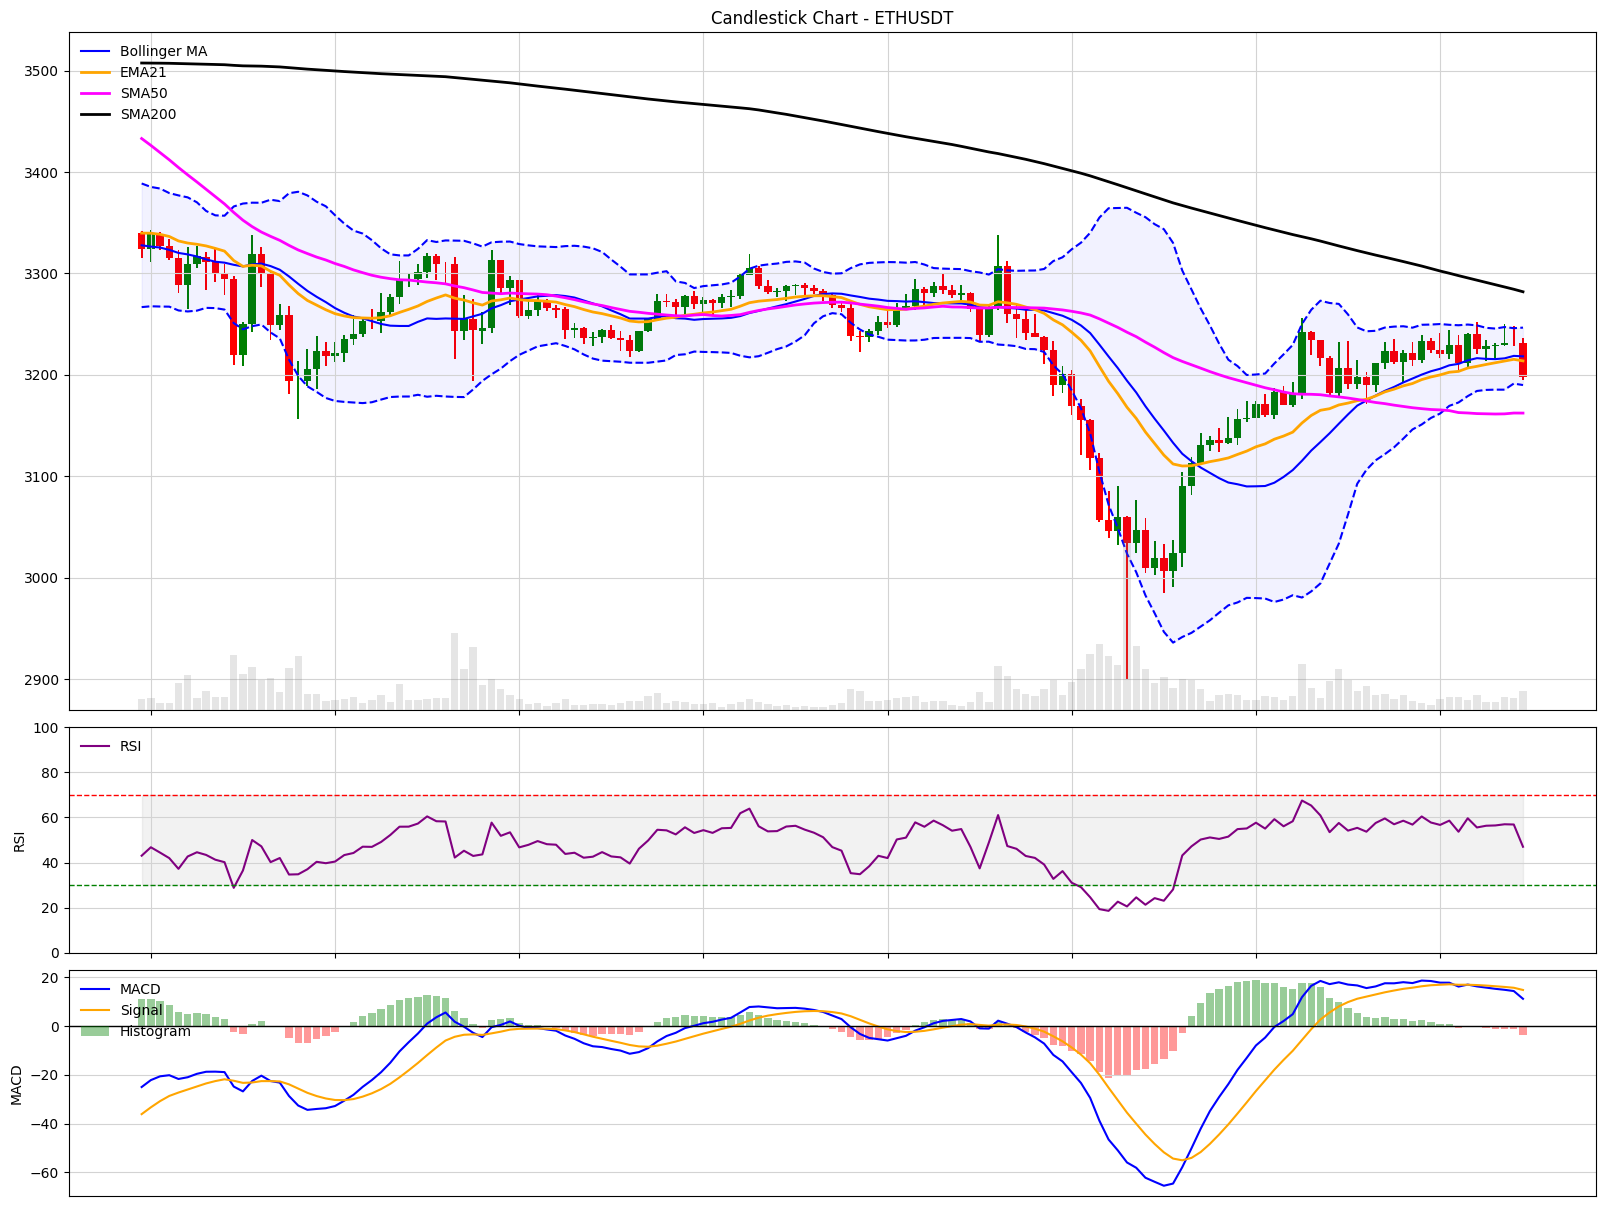 Candlestick Chart - ETHUSDT
Bollinger MA
EMA21
SMA50
SMA200
3500
3400
3300
3200
3100
3000
2900
RSI
100
80
60
40
20
0
RSI
MACD
Signal
Histogram
20
0
−20
−40
−60
MACD